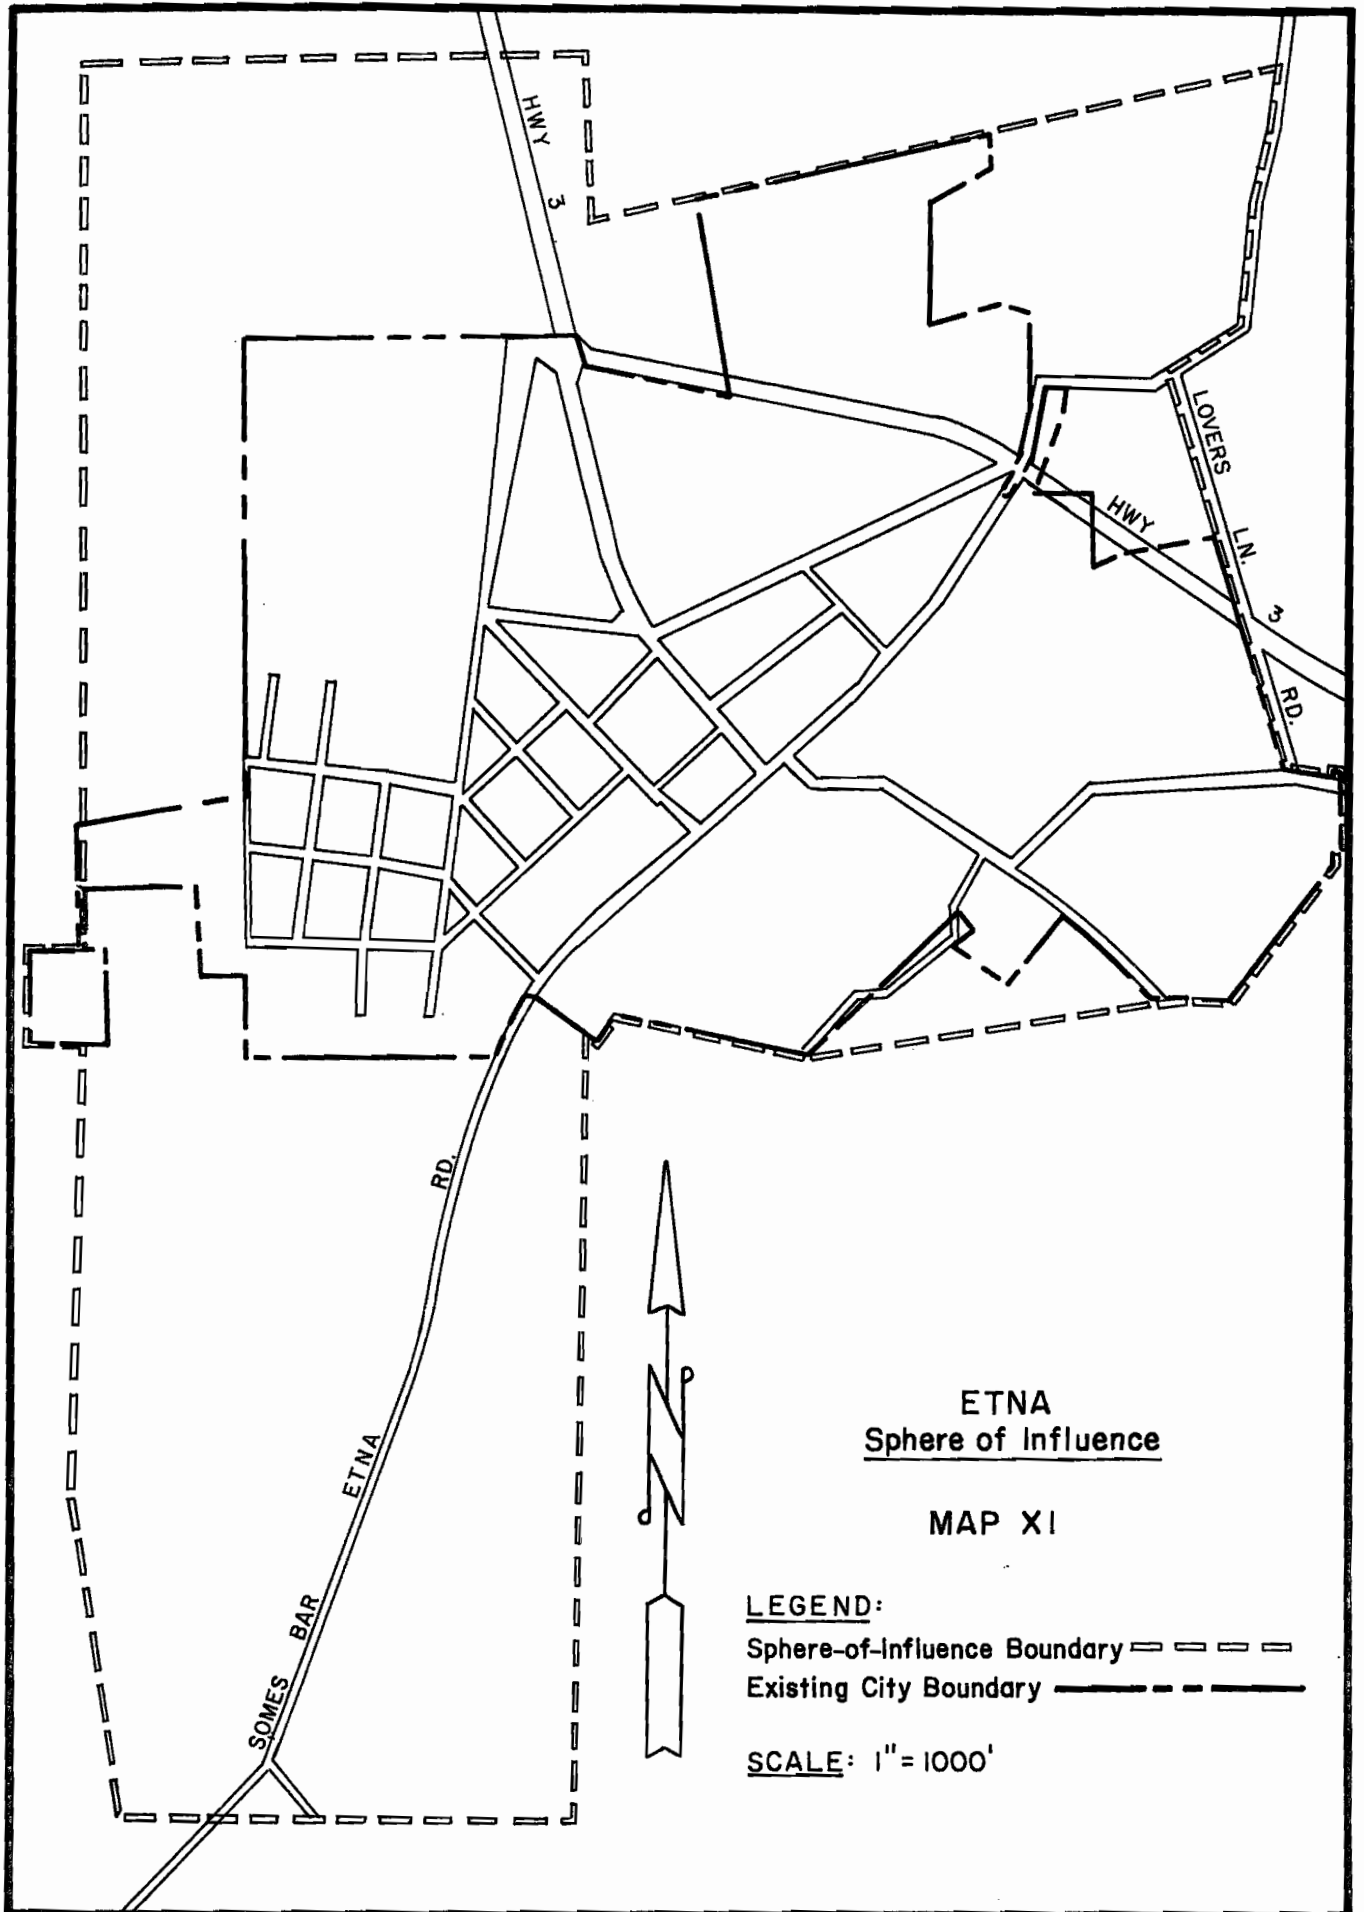 HWY 3
LOVERS LN. RD.
HWY 3
SOMES BAR ETNA RD.
N
ETNA
Sphere of Influence
MAP XI
LEGEND:
Sphere-of-Influence Boundary
Existing City Boundary
SCALE: 1"=1000'